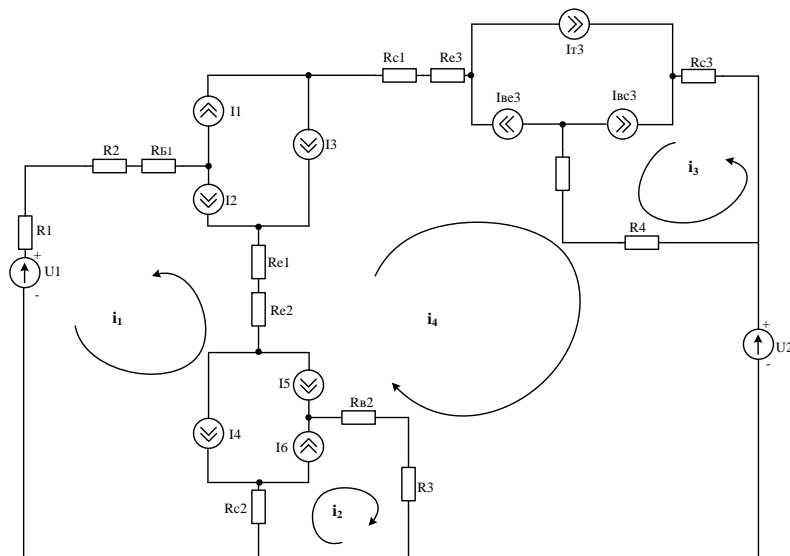 Iт3
Rc1
Re3
Rc3
Iве3
Iвс3
I1
I3
R2
RБ1
I2
i3
R4
R1
+
U1
-
Re1
Re2
i1
i4
+
U2
-
I5
Rв2
I4
I6
R3
Rc2
i2